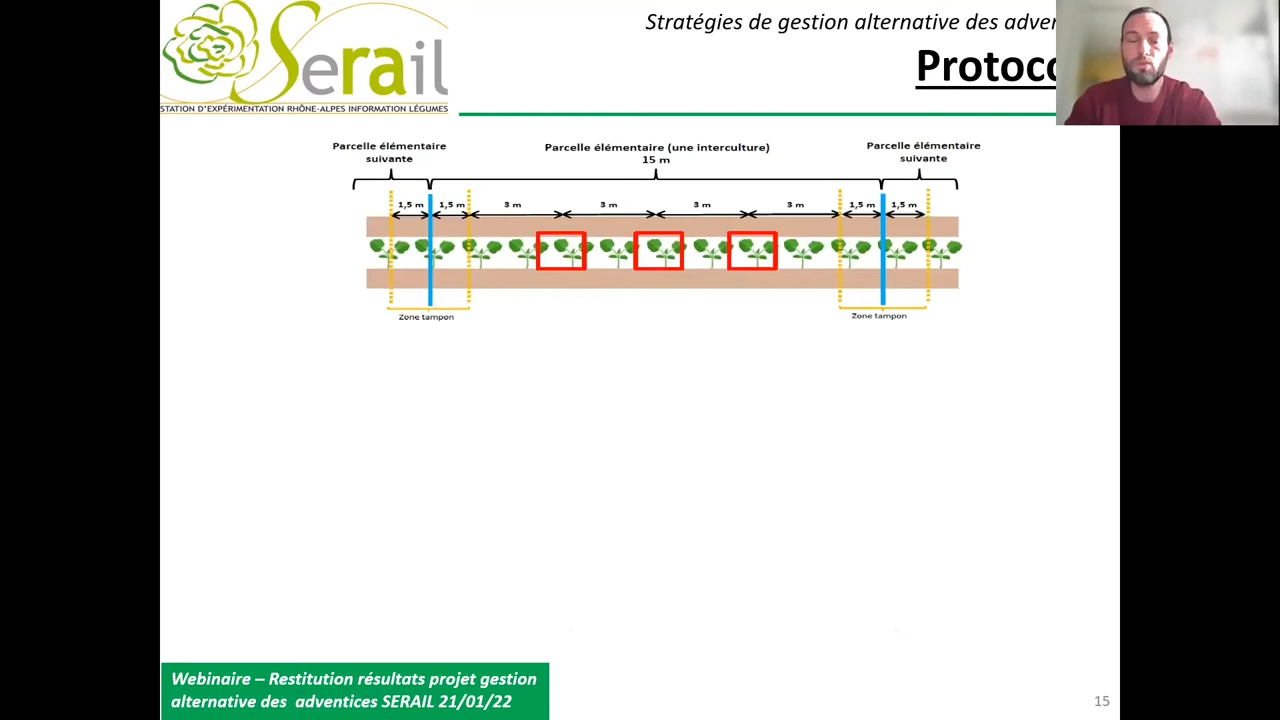 Serail
STATION D'EXPÉRIMENTATION RHÔNE-ALPES INFORMATION LÉGUMES
Stratégies de gestion alternative des adven
Protoc
Parcelle élémentaire
suivante
Parcelle élémentaire (une interculture)
15 m
Parcelle élémentaire
suivante
1,5 m 1,5 m 3 m 3 m 3 m 3 m 1,5 m 1,5 m
Zone tampon
Zone tampon
Webinaire – Restitution résultats projet gestion
alternative des adventices SERAIL 21/01/22
15